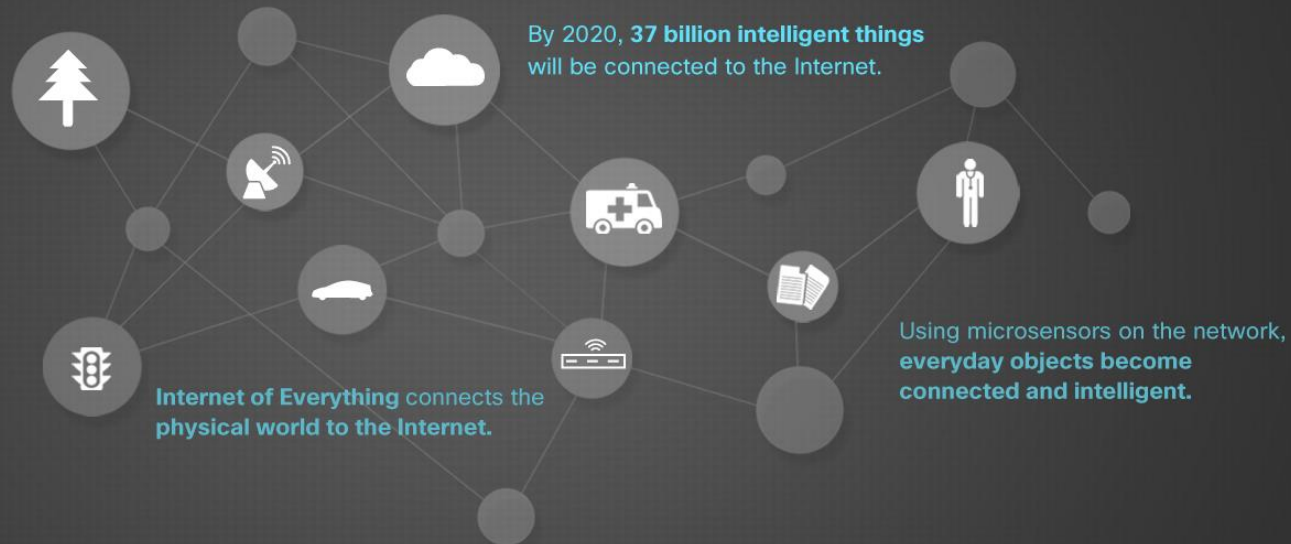 By 2020, 37 billion intelligent things
will be connected to the Internet.
Internet of Everything connects the
physical world to the Internet.
Using microsensors on the network,
everyday objects become
connected and intelligent.